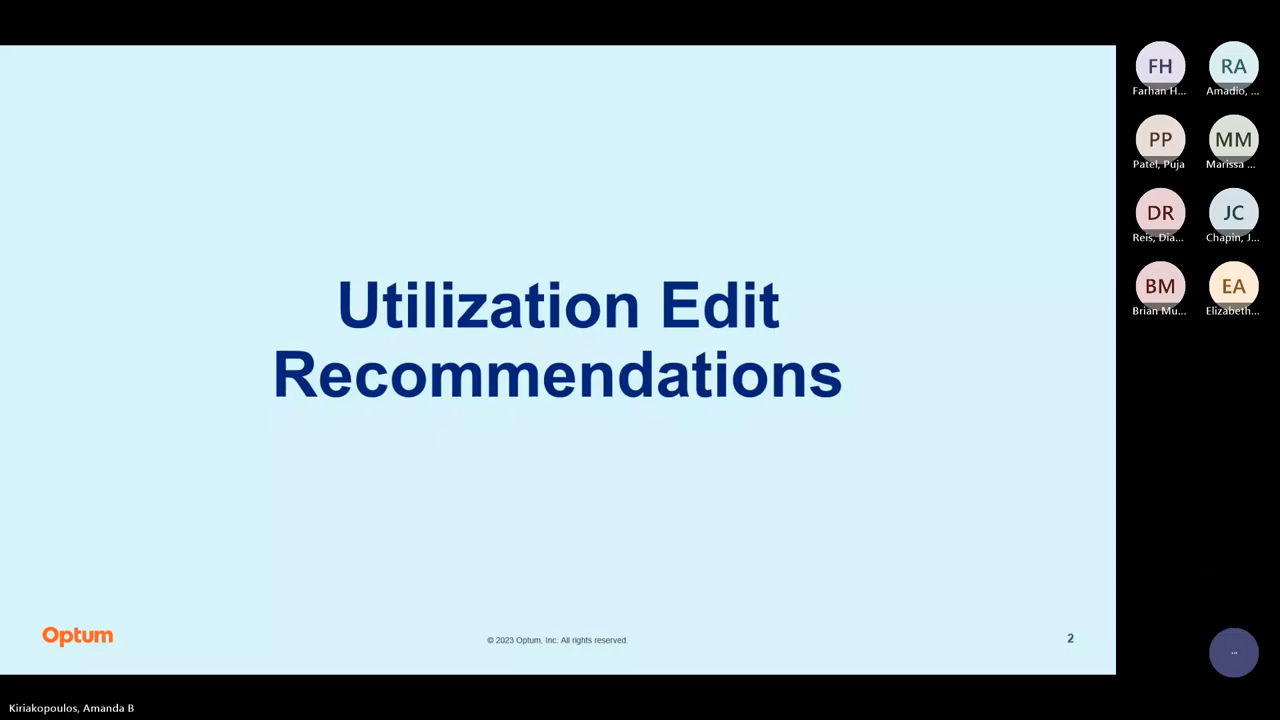 Utilization Edit
Recommendations
Optum
© 2023 Optum, Inc. All rights reserved.
2
FH
Farhan H...
RA
Amadio, ...
PP
Patel, Puja
MM
Marissa ...
DR
Reis, Dia...
JC
Chapin, J...
BM
Brian Mu...
EA
Elizabeth...
Kiriakopoulos, Amanda B